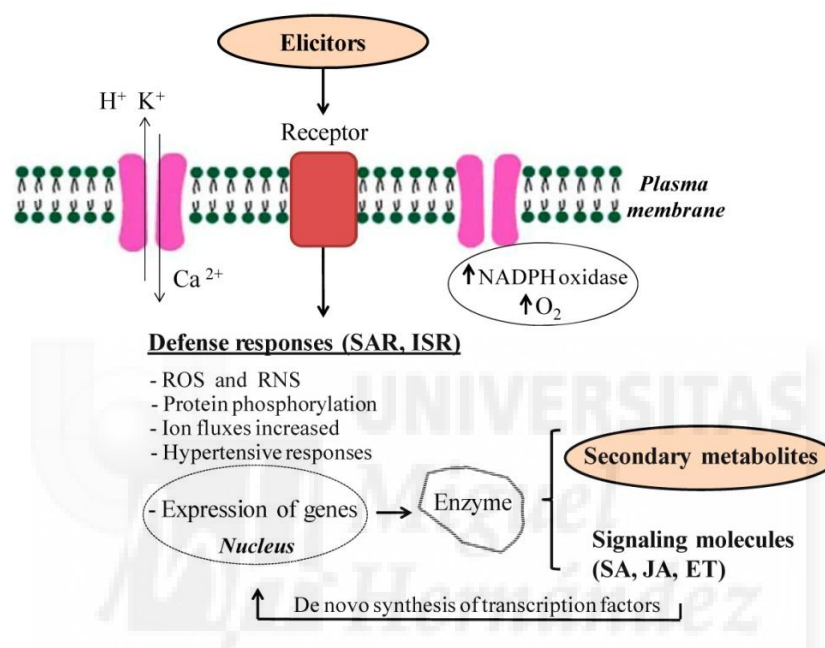 Elicitors
H⁺ K⁺
Receptor
Plasma
membrane
Ca ²⁺
↑NADPH oxidase
↑O₂
Defense responses (SAR, ISR)
- ROS and RNS
- Protein phosphorylation
- Ion fluxes increased
- Hypertensive responses
- Expression of genes
Nucleus
Enzyme
Secondary metabolites
Signaling molecules
(SA, JA, ET)
De novo synthesis of transcription factors
UNIVERSITAS
Miguel
Hernández